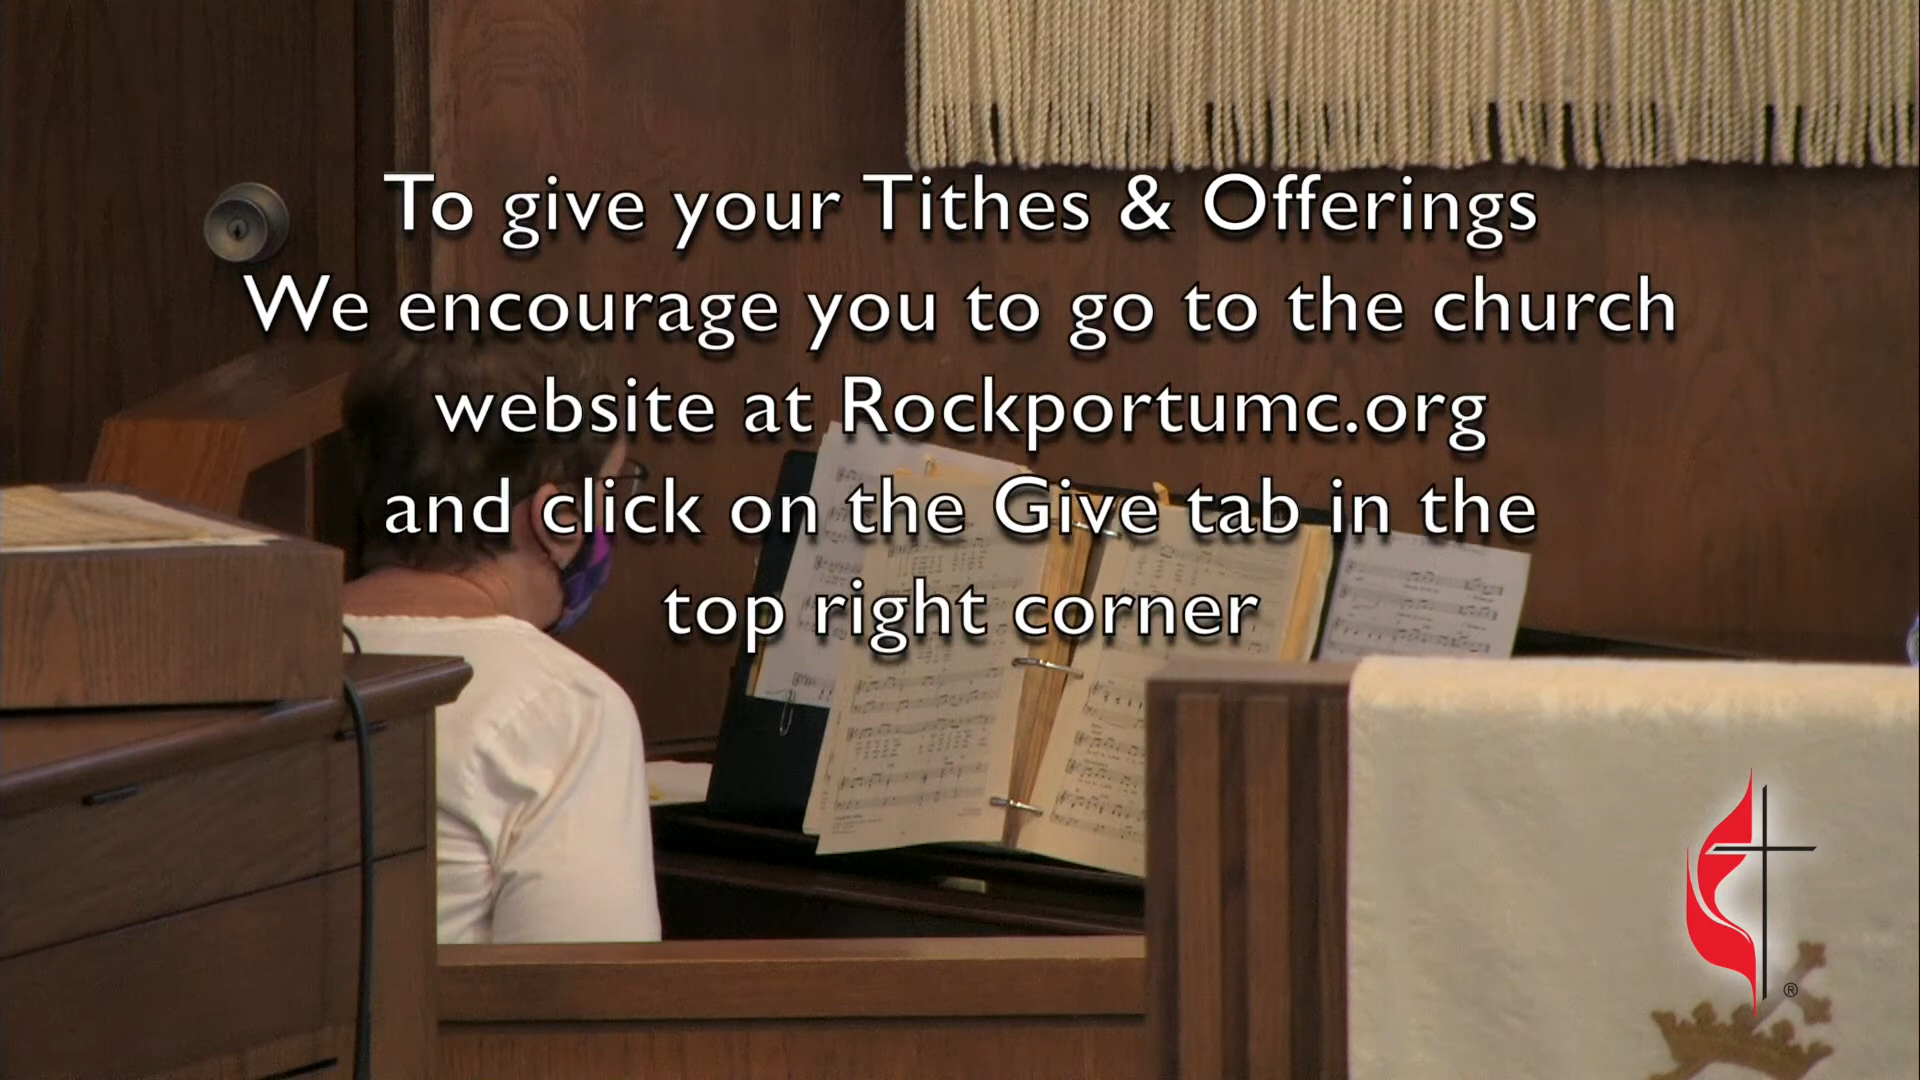 To give your Tithes & Offerings
We encourage you to go to the church
website at Rockportumc.org
and click on the Give tab in the
top right corner
®